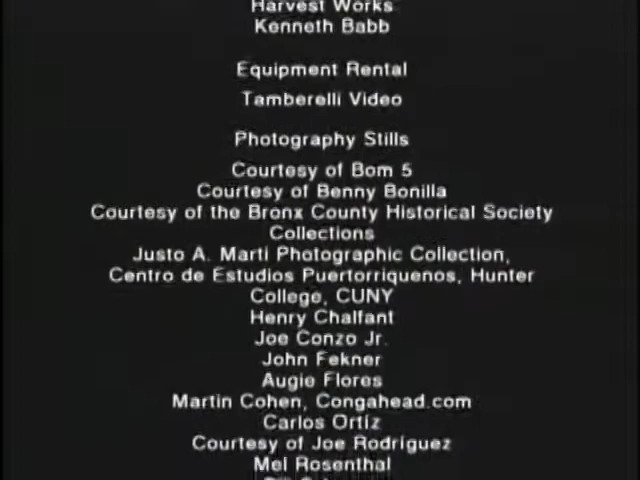 Harvest Works
Kenneth Babb
Equipment Rental
Tamberelli Video
Photography Stills
Courtesy of Bom 5
Courtesy of Benny Bonilla
Courtesy of the Bronx County Historical Society
Collections
Justo A. Marti Photographic Collection,
Centro de Estudios Puertorriquenos, Hunter
College, CUNY
Henry Chalfant
Joe Conzo Jr.
John Fekner
Augie Flores
Martin Cohen, Congahead.com
Carlos Ortiz
Courtesy of Joe Rodriguez
Mel Rosenthal